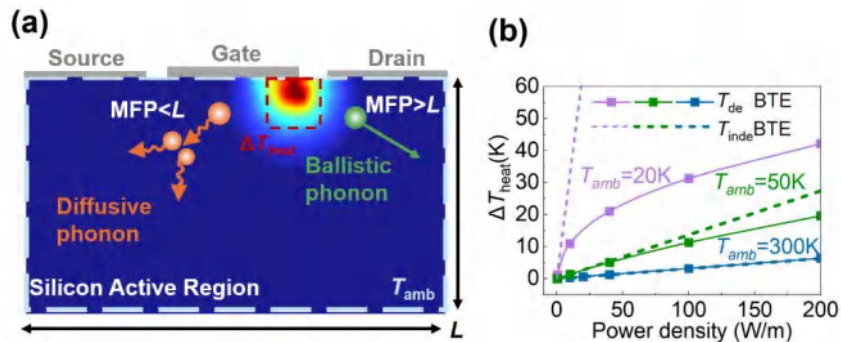 (a)
Source Gate Drain
MFP<L
MFP>L
ΔT_heat
Ballistic
phonon
Diffusive
phonon
Silicon Active Region
T_amb
L
(b)
60
50
40
30
20
10
0
ΔT_heat(K)
T_de BTE
T_inde BTE
T_amb=20K
T_amb=50K
T_amb=300K
0 50 100 150 200
Power density (W/m)